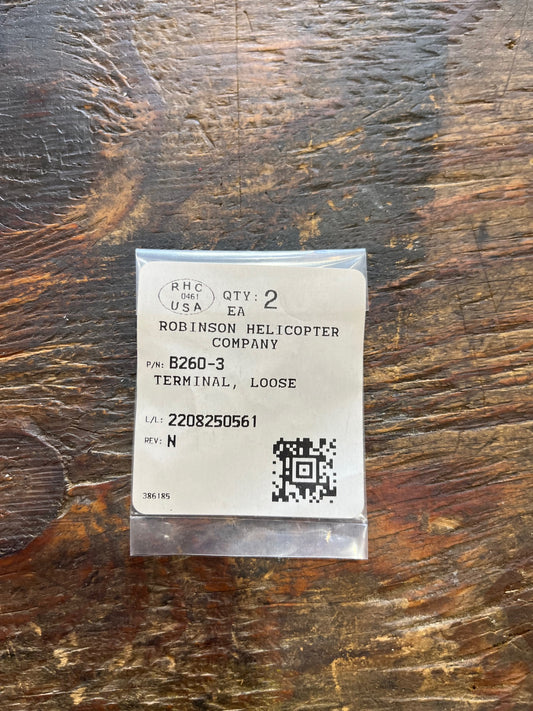 RHC
0461
USA
QTY: 2
EA
ROBINSON HELICOPTER
COMPANY
P/N: B260-3
TERMINAL, LOOSE
L/L: 2208250561
REV: N
386185